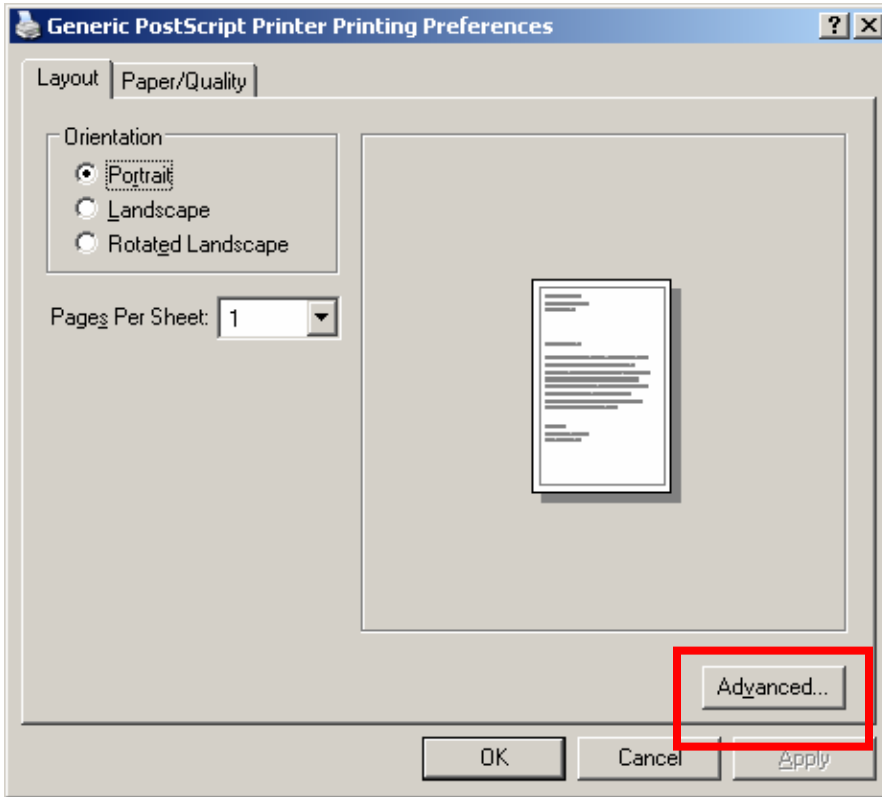 Generic PostScript Printer Printing Preferences
Layout Paper/Quality
Orientation
Portrait
Landscape
Rotated Landscape
Pages Per Sheet: 1
Advanced...
OK Cancel Apply